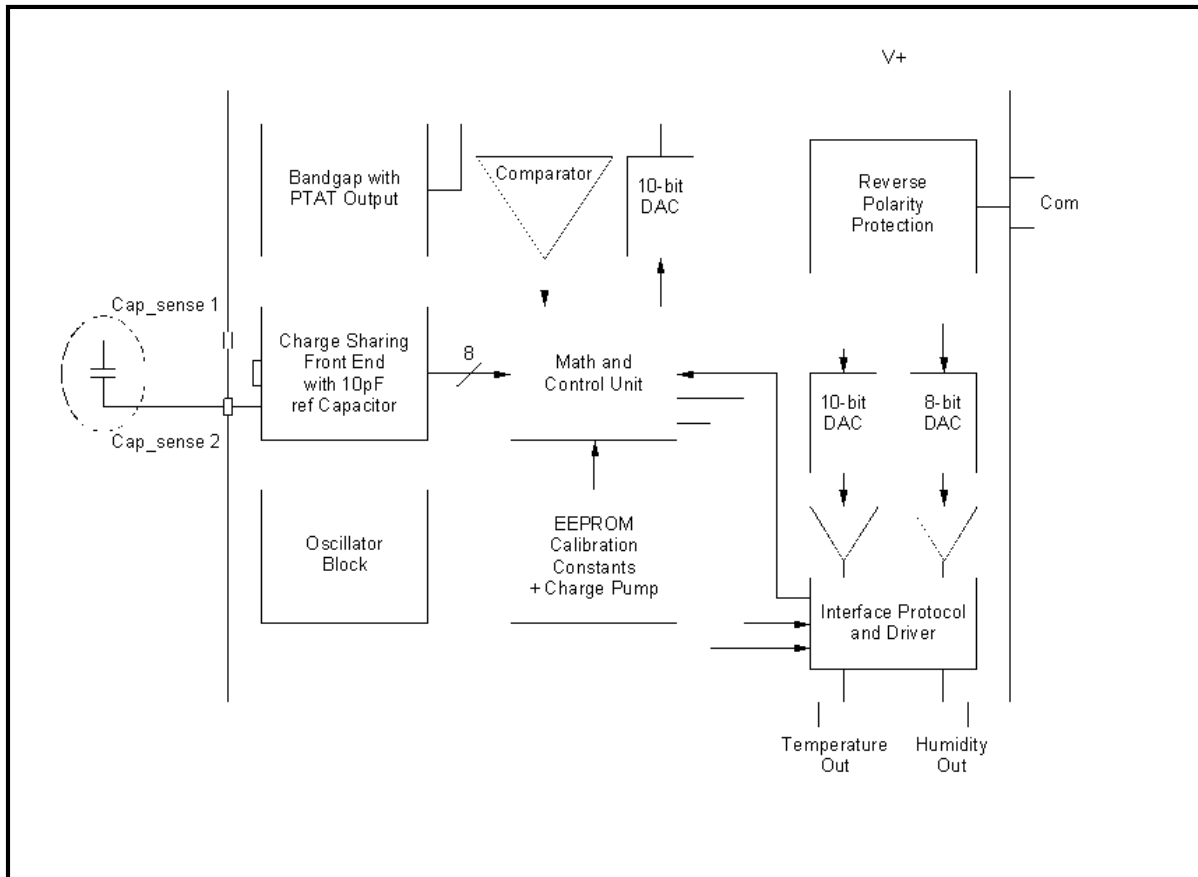 V+
Bandgap with
PTAT Output
Comparator
10-bit
DAC
Reverse
Polarity
Protection
Com
Cap_sense 1
Charge Sharing
Front End
with 10pF
ref Capacitor
8
Math and
Control Unit
10-bit
DAC
8-bit
DAC
Cap_sense 2
Oscillator
Block
EEPROM
Calibration
Constants
+ Charge Pump
Interface Protocol
and Driver
Temperature
Out
Humidity
Out